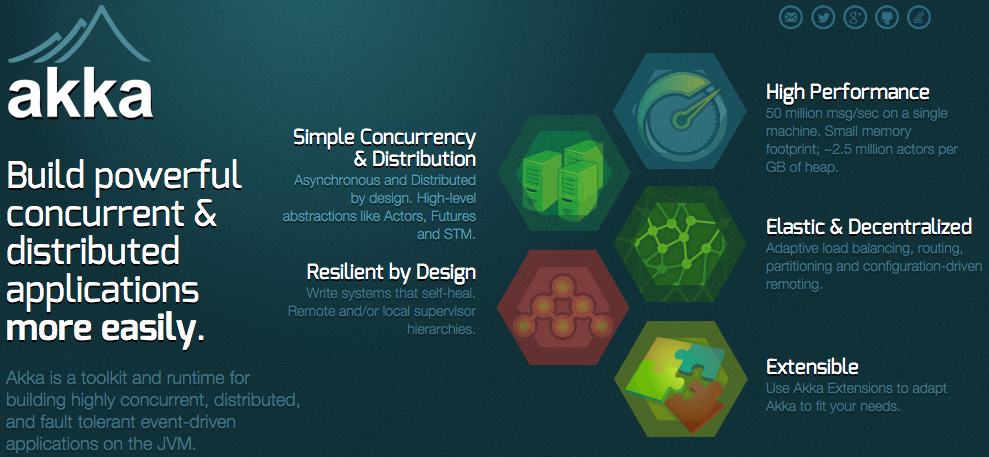 akka
Build powerful
concurrent &
distributed
applications
more easily.
Akka is a toolkit and runtime for
building highly concurrent, distributed,
and fault tolerant event-driven
applications on the JVM.
Simple Concurrency
& Distribution
Asynchronous and Distributed
by design. High-level
abstractions like Actors, Futures
and STM.
Resilient by Design
Write systems that self-heal.
Remote and/or local supervisor
hierarchies.
High Performance
50 million msg/sec on a single
machine. Small memory
footprint; ~2.5 million actors per
GB of heap.
Elastic & Decentralized
Adaptive load balancing, routing,
partitioning and configuration-driven
remoting.
Extensible
Use Akka Extensions to adapt
Akka to fit your needs.